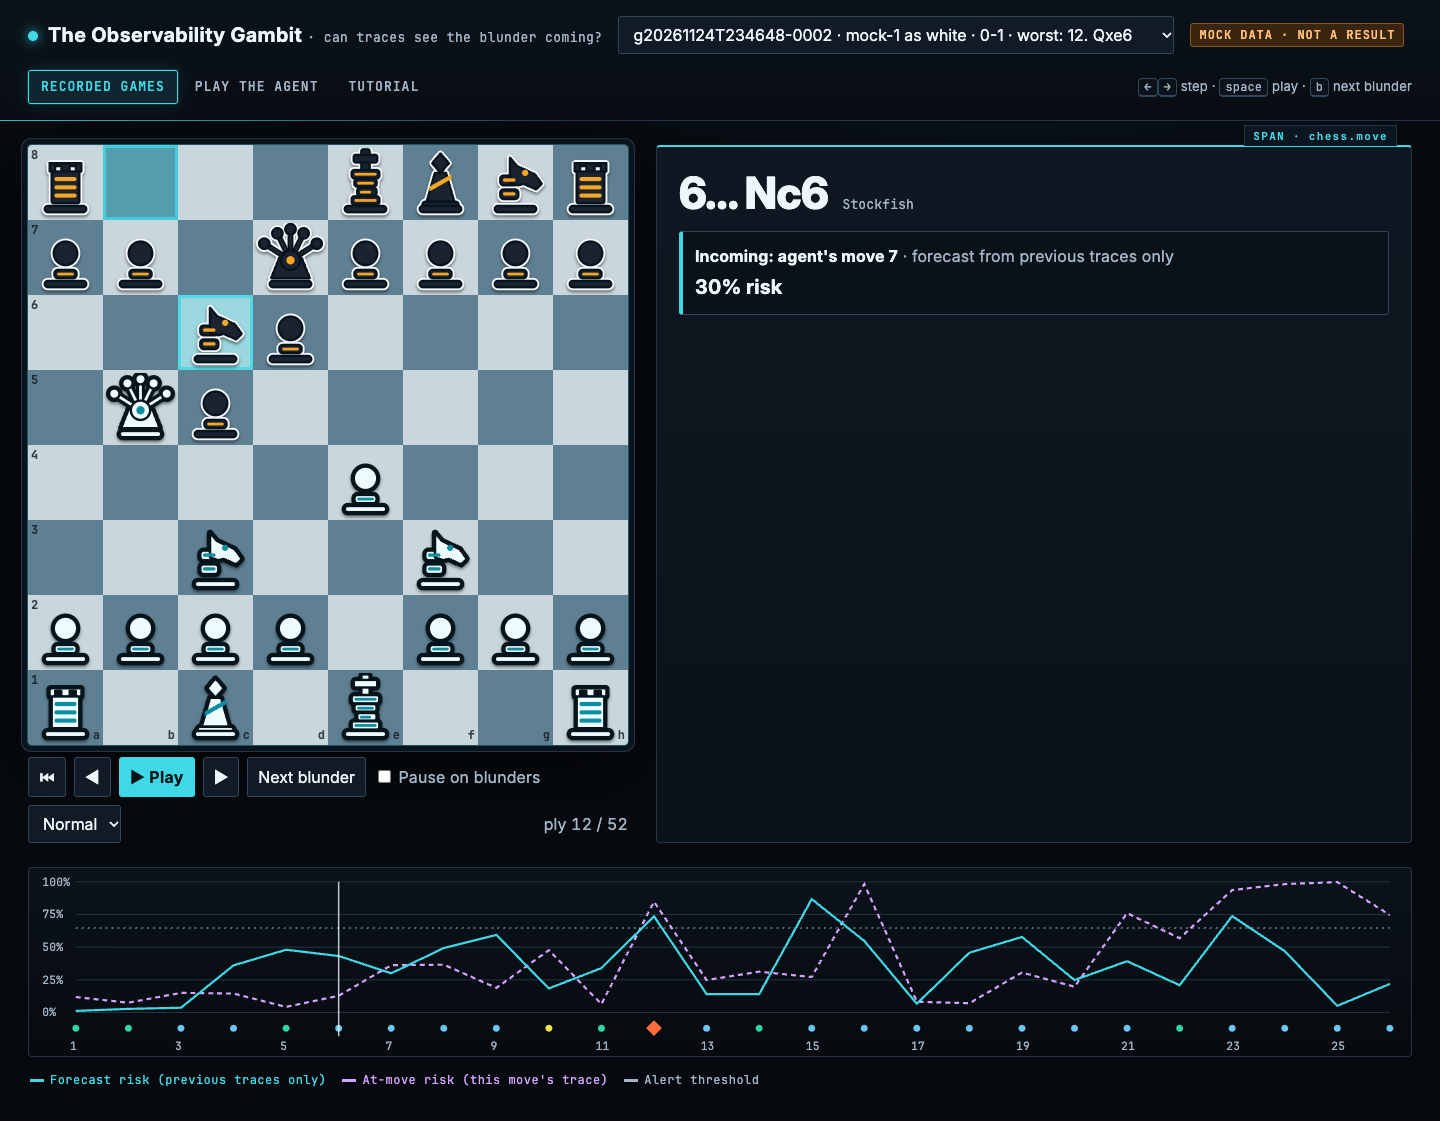 The Observability Gambit · can traces see the blunder coming?
g20261124T234648-0002 · mock-1 as white · 0-1 · worst: 12. Qxe6
MOCK DATA · NOT A RESULT
RECORDED GAMES
PLAY THE AGENT
TUTORIAL
← → step · space play · b next blunder
8
7
6
5
4
3
2
1
a b c d e f g h
SPAN · chess.move
6... Nc6 Stockfish
Incoming: agent's move 7 · forecast from previous traces only
30% risk
Play
Next blunder
Pause on blunders
Normal
ply 12 / 52
100%
75%
50%
25%
0%
1 3 5 7 9 11 13 15 17 19 21 23 25
Forecast risk (previous traces only)
At-move risk (this move's trace)
Alert threshold